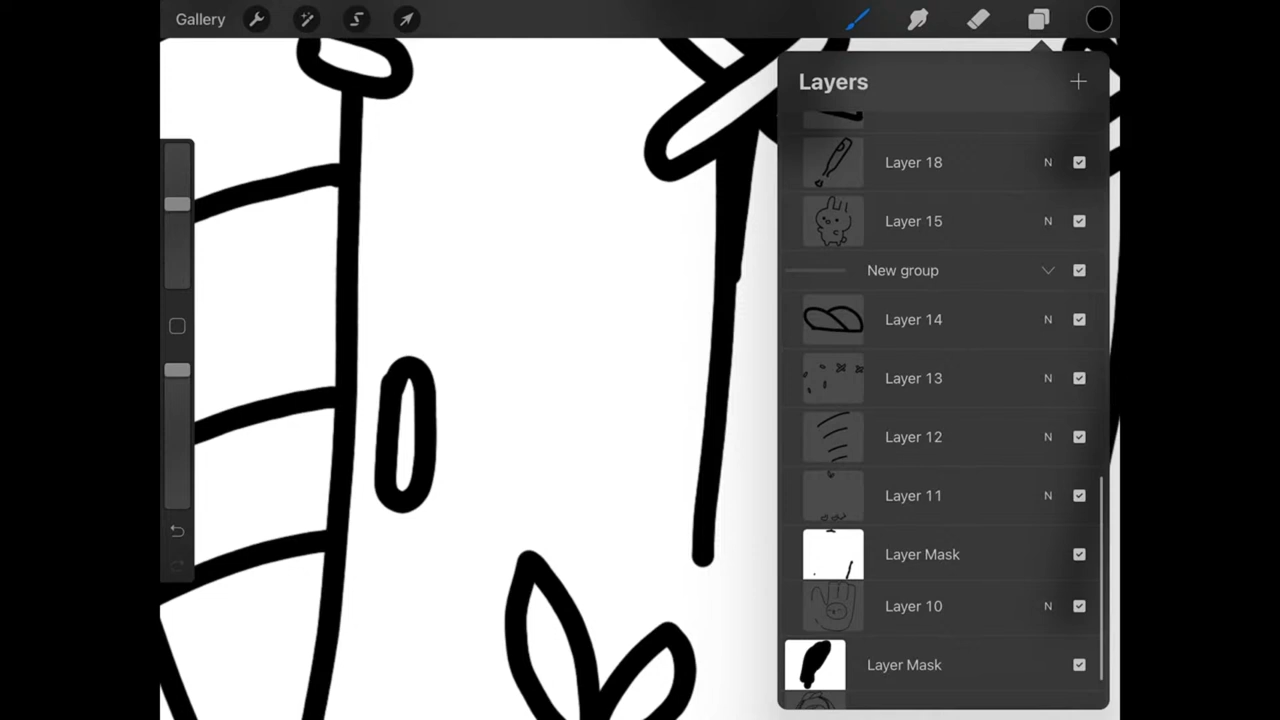 Gallery
Layers
Layer 18 N
Layer 15 N
New group
Layer 14 N
Layer 13 N
Layer 12 N
Layer 11 N
Layer Mask
Layer 10 N
Layer Mask